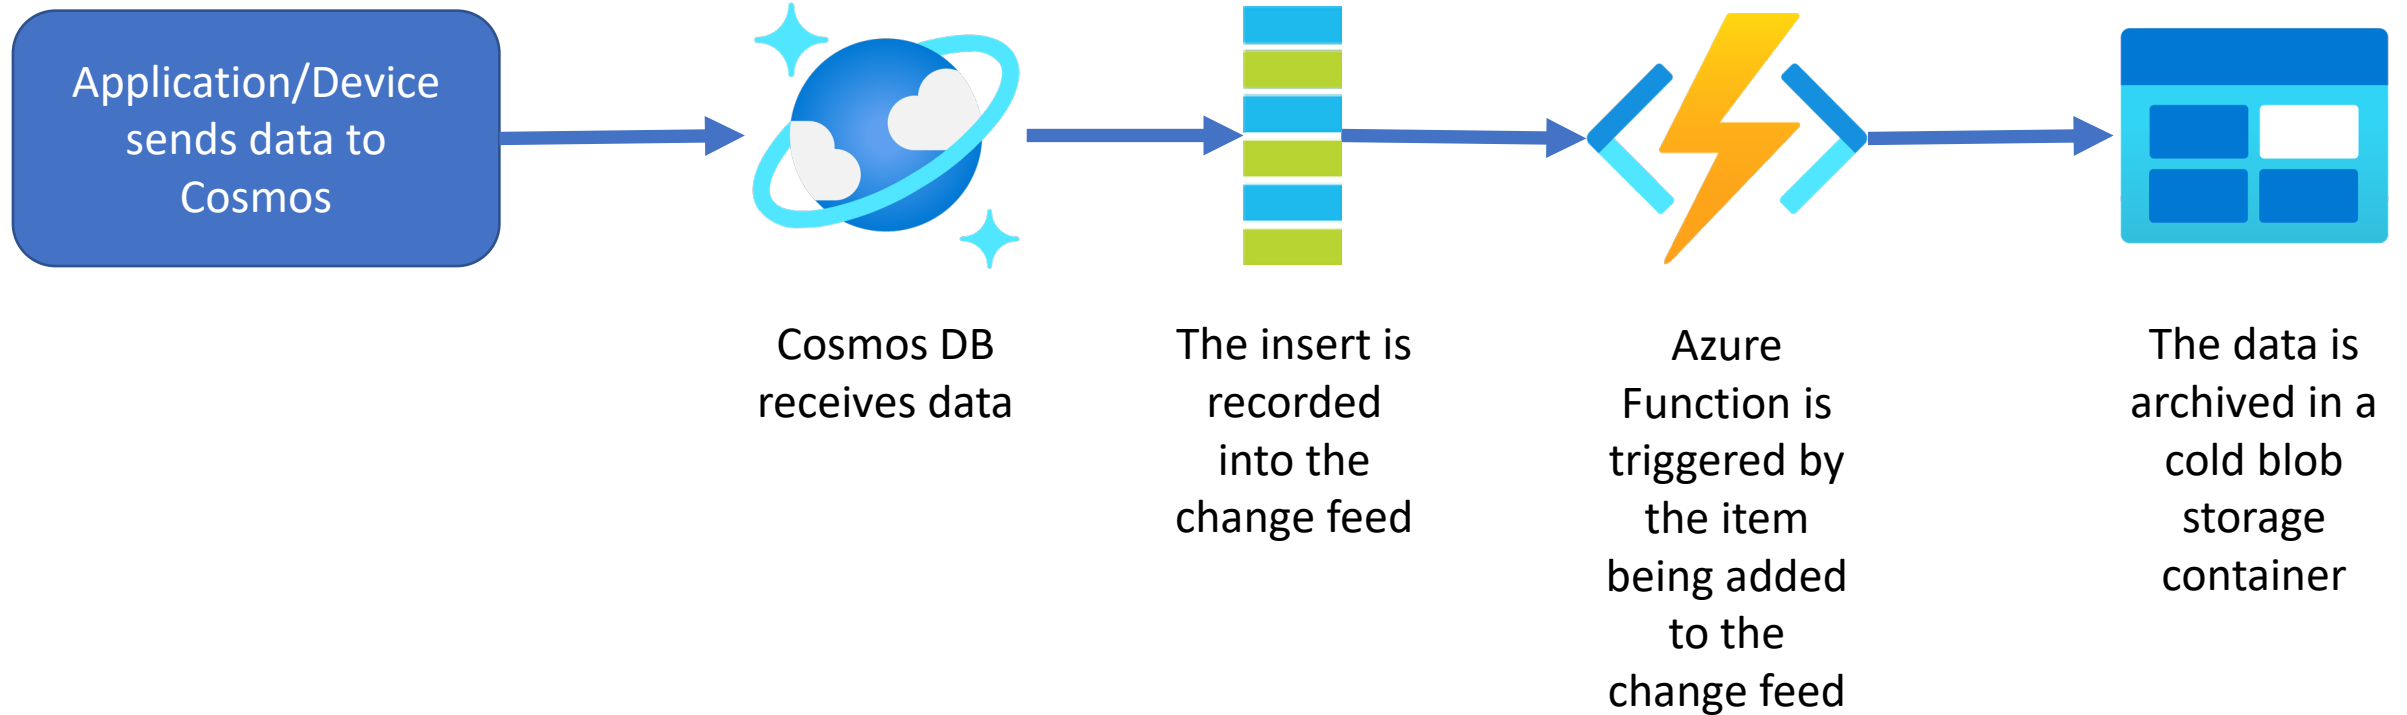 Application/Device
sends data to
Cosmos
Cosmos DB
receives data
The insert is
recorded
into the
change feed
Azure
Function is
triggered by
the item
being added
to the
change feed
The data is
archived in a
cold blob
storage
container